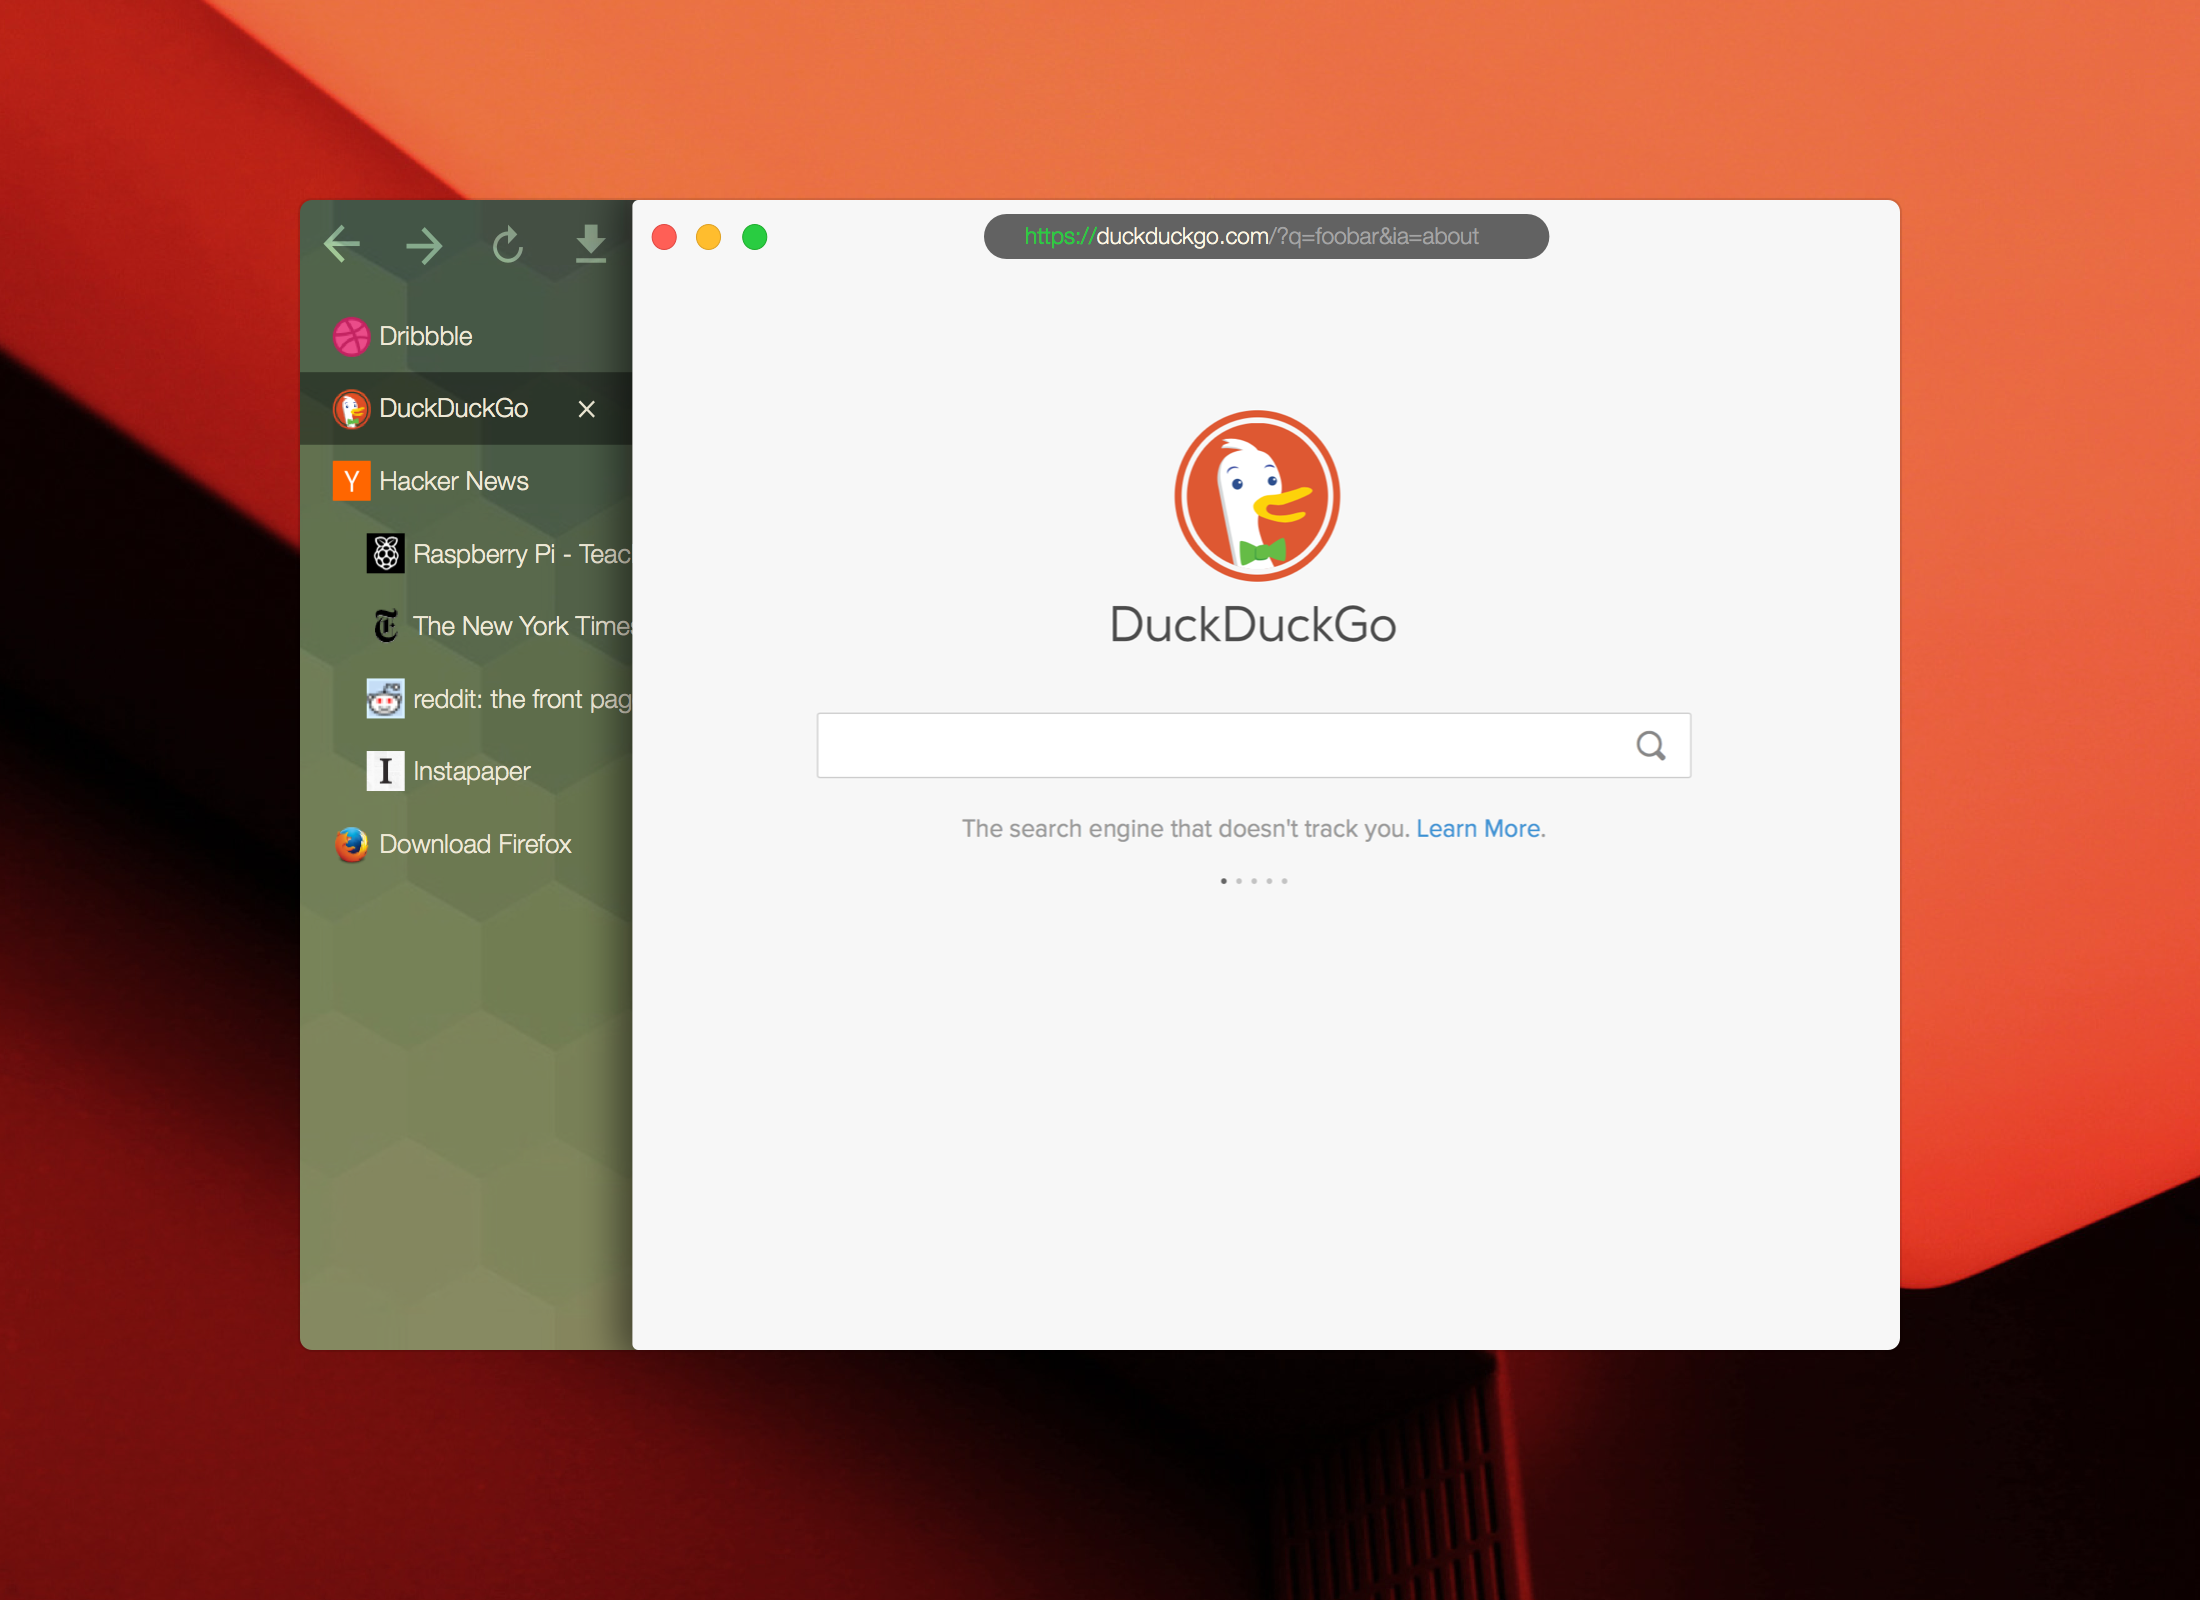 https://duckduckgo.com/?q=foobar&ia=about
Dribbble
DuckDuckGo
Y Hacker News
Raspberry Pi - Teac
The New York Times
reddit: the front pag
I Instapaper
Download Firefox
DuckDuckGo
The search engine that doesn't track you. Learn More.